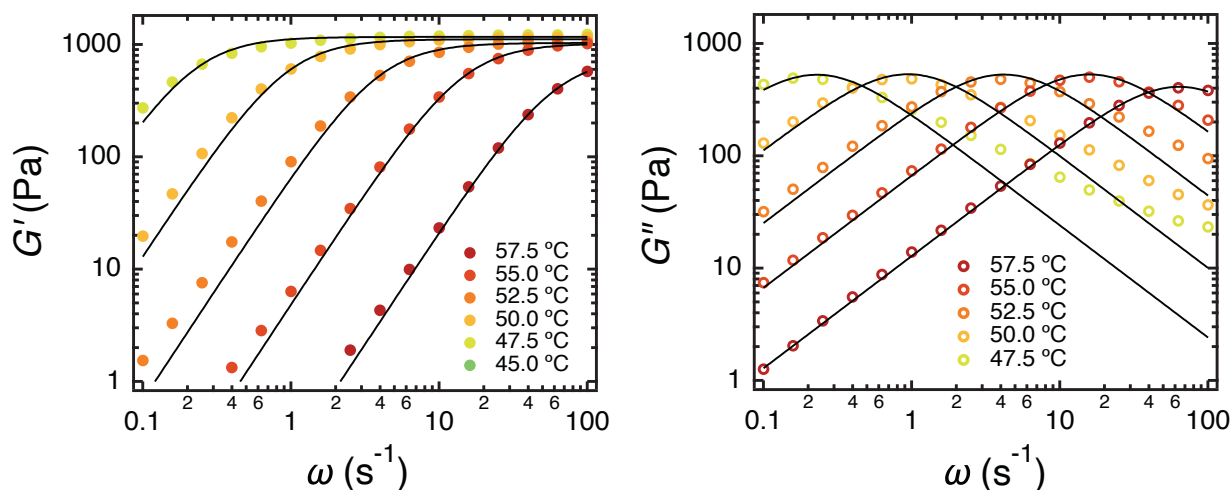 G′ (Pa)
1000
100
10
1
57.5 ºC
55.0 ºC
52.5 ºC
50.0 ºC
47.5 ºC
45.0 ºC
0.1 2 4 6 1 2 4 6 10 2 4 6 100
ω (s⁻¹)
G″ (Pa)
1000
100
10
1
57.5 ºC
55.0 ºC
52.5 ºC
50.0 ºC
47.5 ºC
0.1 2 4 6 1 2 4 6 10 2 4 6 100
ω (s⁻¹)